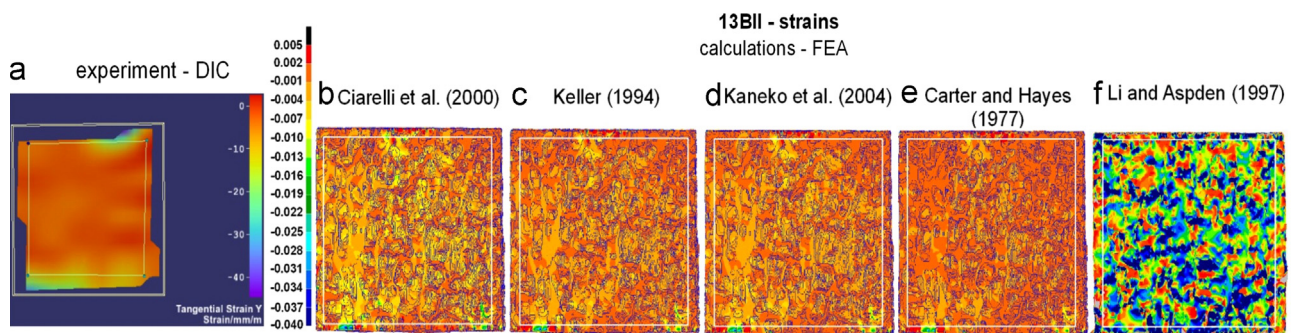 13BII - strains
calculations - FEA
a
experiment - DIC
0
-10
-20
-30
-40
Tangential Strain Y
Strain/mm/m
0.005
0.002
-0.001
-0.004
-0.007
-0.010
-0.013
-0.016
-0.019
-0.022
-0.025
-0.028
-0.031
-0.034
-0.037
-0.040
b Ciarelli et al. (2000)
c Keller (1994)
d Kaneko et al. (2004)
e Carter and Hayes
(1977)
f Li and Aspden (1997)